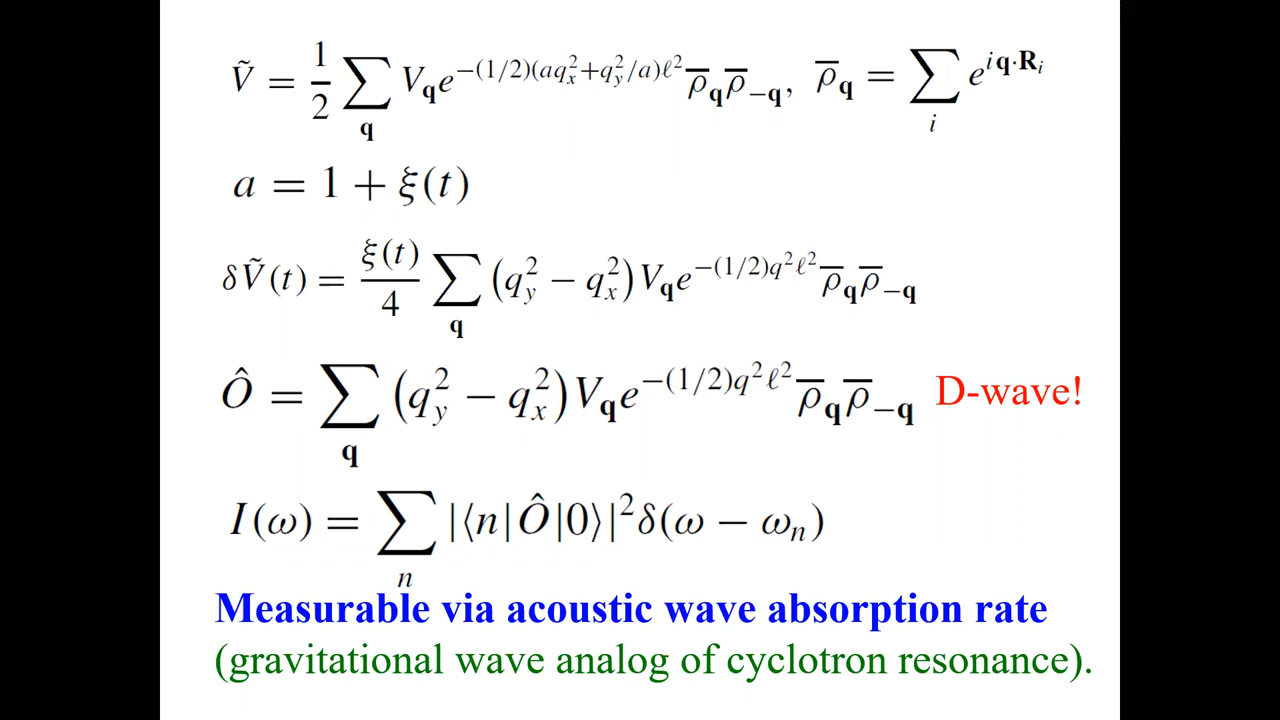 Ṽ = 1/2 ∑_𝐪 V_𝐪 e^{−(1/2)(aq_x^2+q_y^2/a)ℓ^2} ρ̅_𝐪 ρ̅_{−𝐪}, ρ̅_𝐪 = ∑_i e^{i𝐪·𝐑_i}
a = 1 + ξ(t)
δṼ(t) = ξ(t)/4 ∑_𝐪 (q_y^2 − q_x^2) V_𝐪 e^{−(1/2)q^2ℓ^2} ρ̅_𝐪 ρ̅_{−𝐪}
Ô = ∑_𝐪 (q_y^2 − q_x^2) V_𝐪 e^{−(1/2)q^2ℓ^2} ρ̅_𝐪 ρ̅_{−𝐪} D-wave!
I(ω) = ∑_n |⟨n|Ô|0⟩|^2 δ(ω − ω_n)
Measurable via acoustic wave absorption rate
(gravitational wave analog of cyclotron resonance).